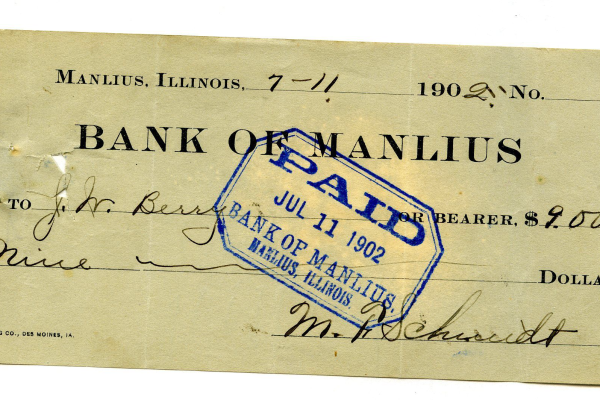 MANLIUS, ILLINOIS, 7-11 1902. No.
BANK OF MANLIUS
TO J. W. Berry OR BEARER, $9.00
Nine DOLLA
PAID
JUL 11 1902
BANK OF MANLIUS.
MANLIUS, ILLINOIS.
M. F. Schmidt
G CO., DES MOINES, IA.